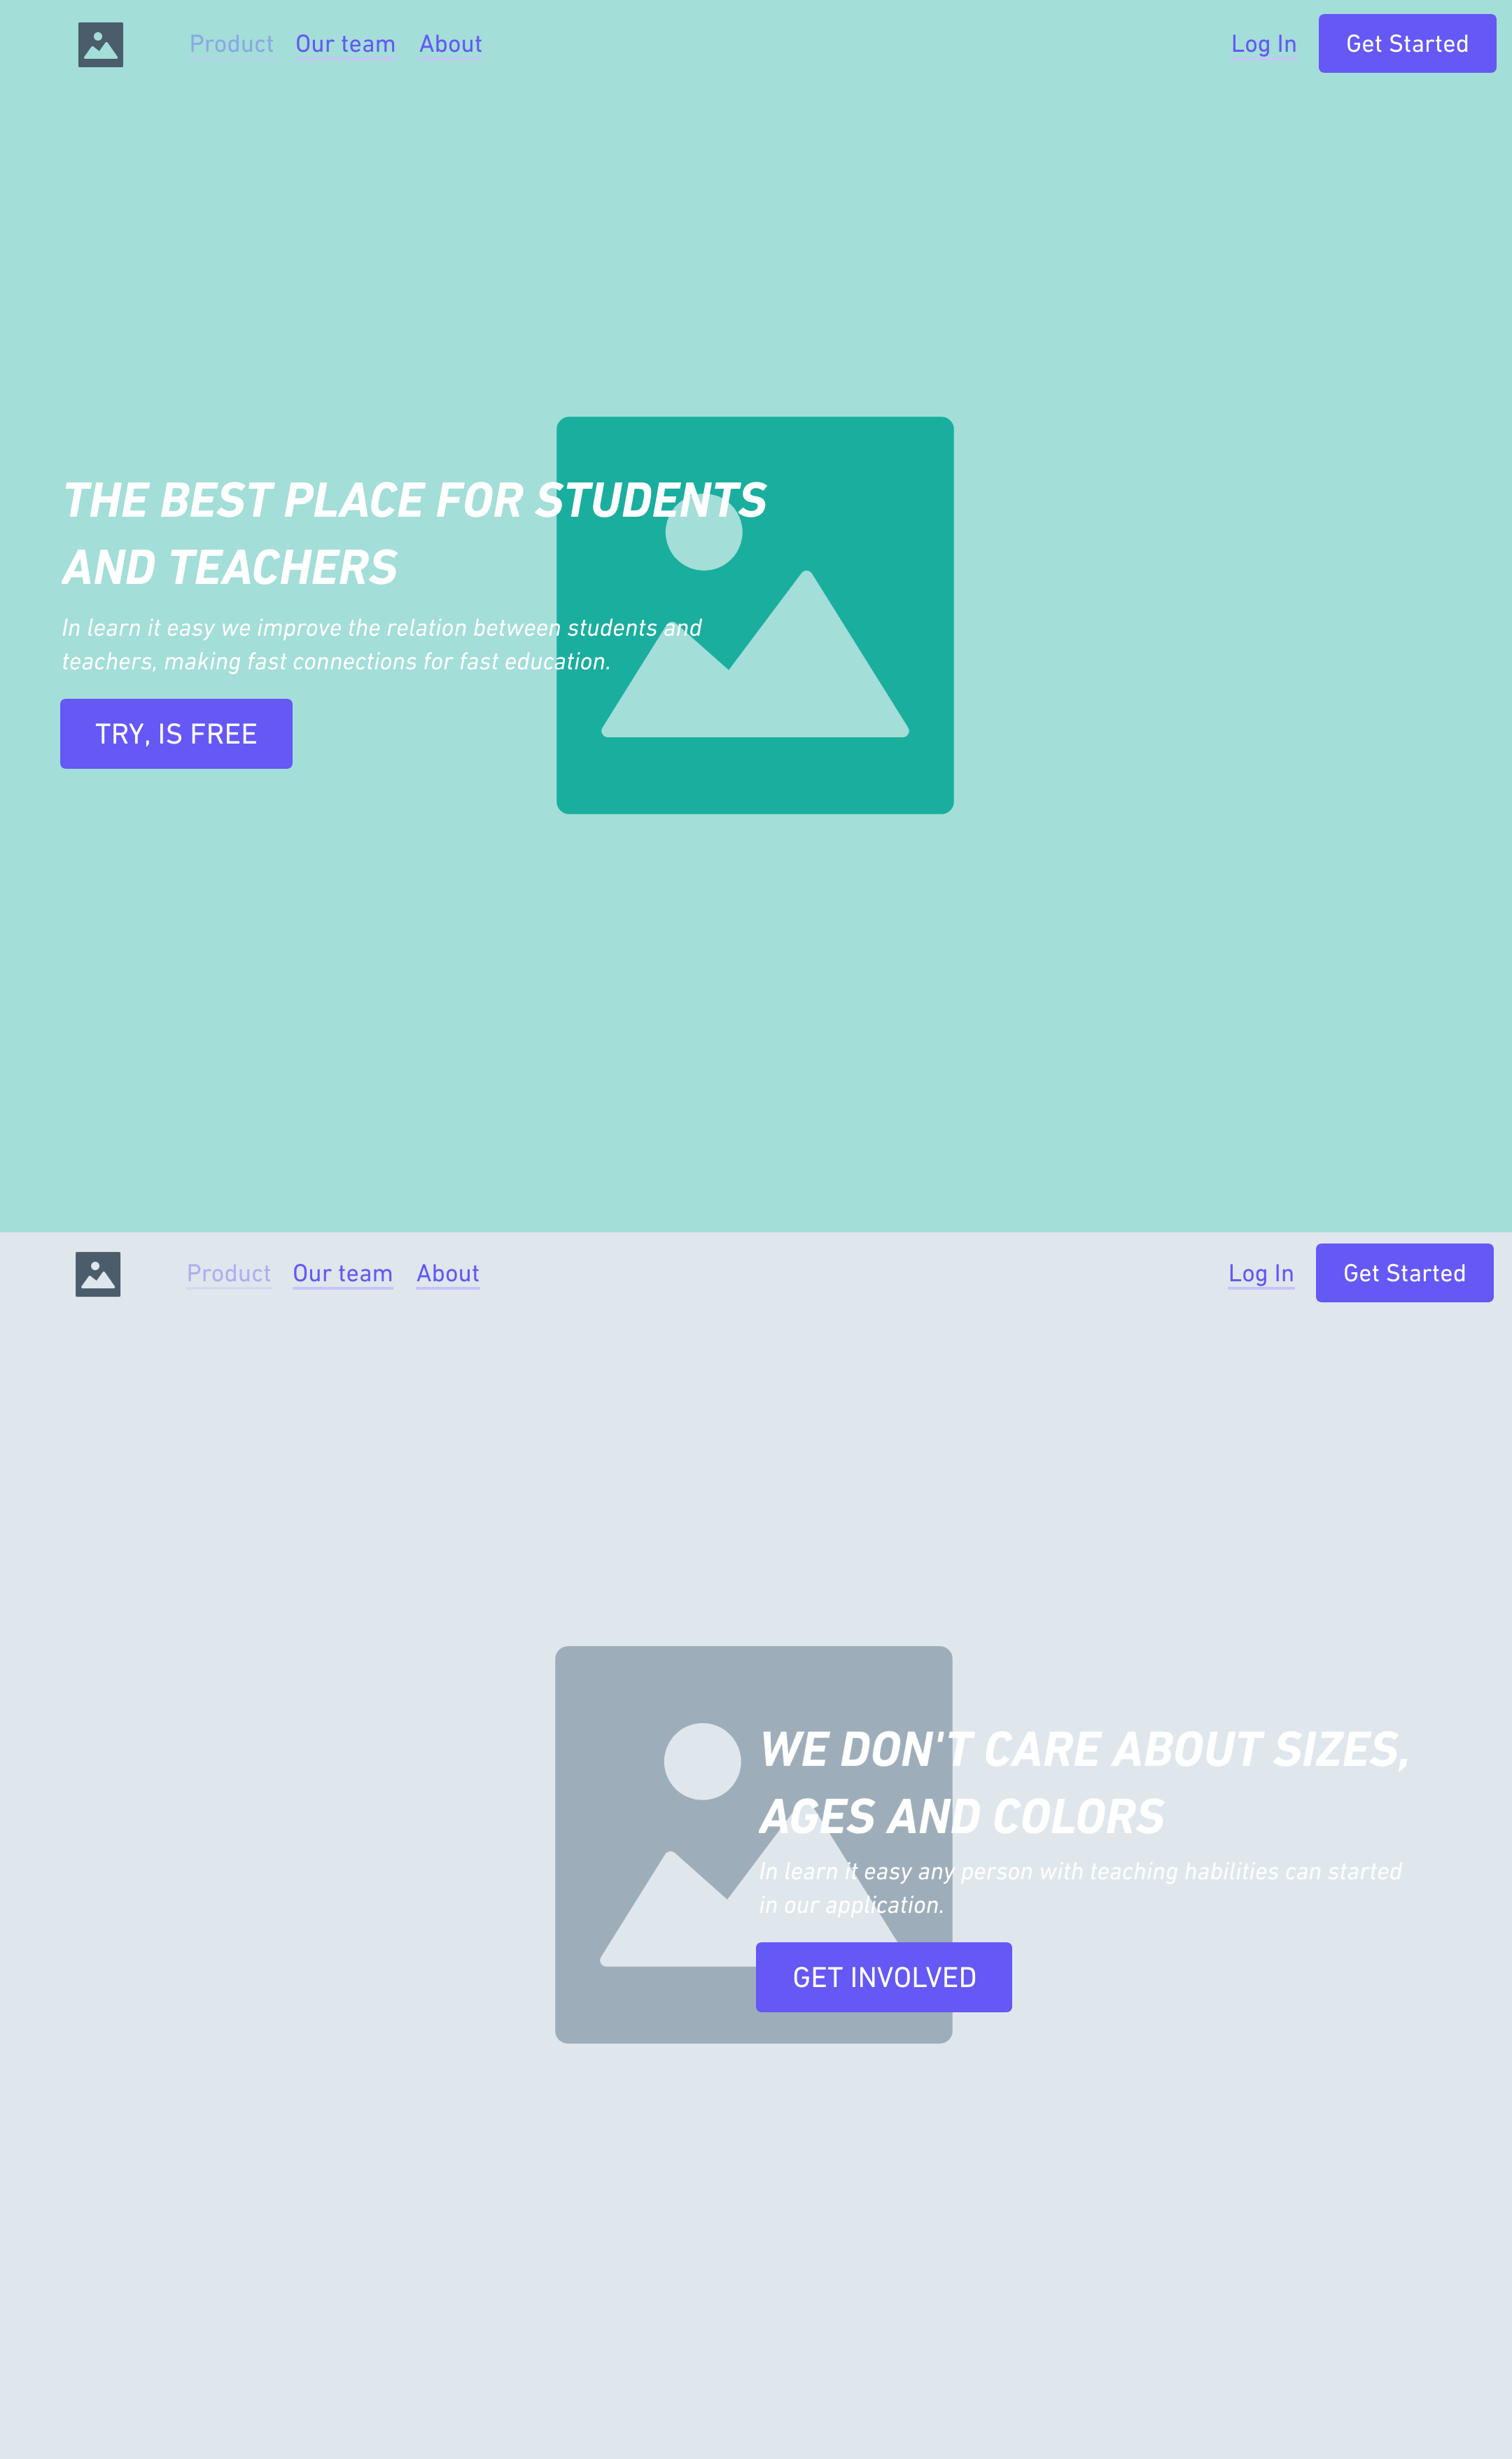 Product Our team About Log In Get Started
THE BEST PLACE FOR STUDENTS
AND TEACHERS
In learn it easy we improve the relation between students and
teachers, making fast connections for fast education.
TRY, IS FREE
Product Our team About Log In Get Started
WE DON'T CARE ABOUT SIZES,
AGES AND COLORS
In learn it easy any person with teaching habilities can started
in our application.
GET INVOLVED